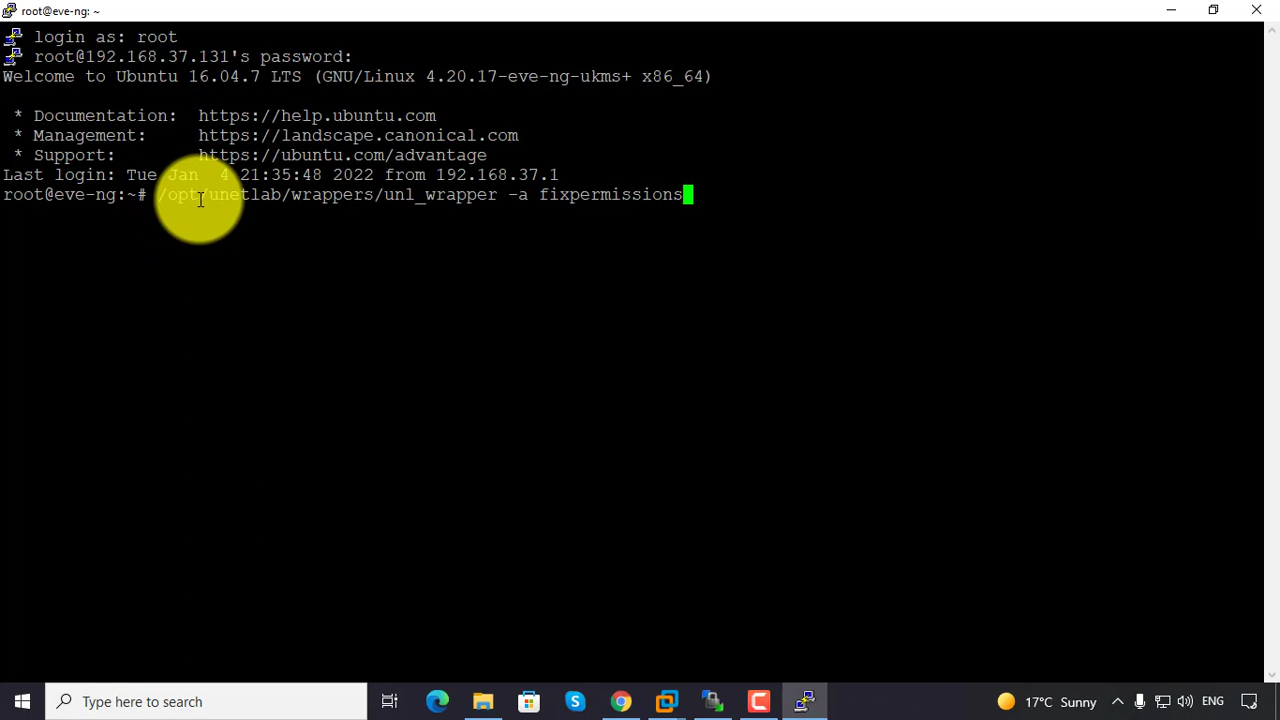 root@eve-ng: ~
login as: root
root@192.168.37.131's password:
Welcome to Ubuntu 16.04.7 LTS (GNU/Linux 4.20.17-eve-ng-ukms+ x86_64)
* Documentation:  https://help.ubuntu.com
* Management:     https://landscape.canonical.com
* Support:        https://ubuntu.com/advantage
Last login: Tue Jan  4 21:35:48 2022 from 192.168.37.1
root@eve-ng:~# /opt/unetlab/wrappers/unl_wrapper -a fixpermissions
Type here to search
17°C Sunny
ENG